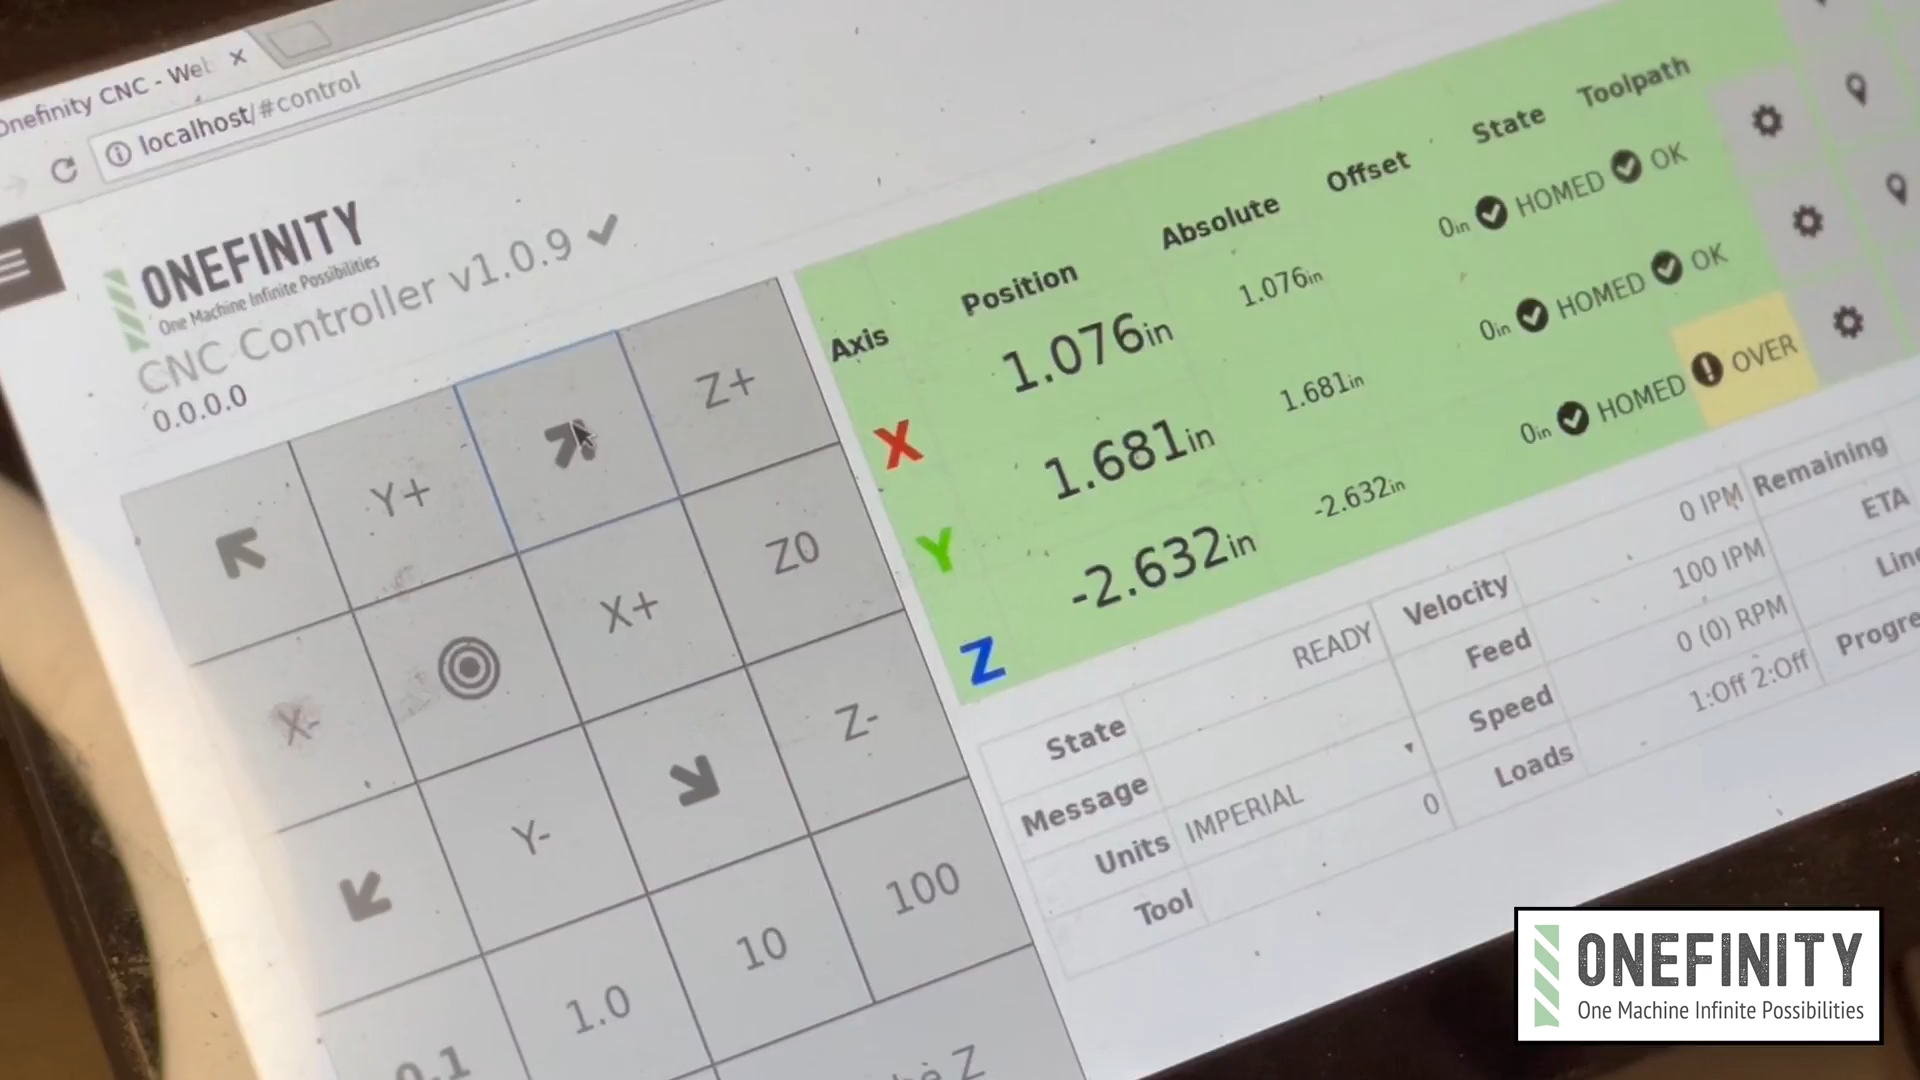 Onefinity CNC - Web
localhost/#control
ONEFINITY
One Machine Infinite Possibilities
CNC Controller v1.0.9
0.0.0.0
Y+
Z+
X-
X+
Z0
Y-
Z-
0.1
1.0
10
100
Z
Axis Position Absolute Offset State Toolpath
X 1.076in 1.076in 0in HOMED OK
Y 1.681in 1.681in 0in HOMED OK
Z -2.632in -2.632in 0in HOMED OVER
State READY
Message
Units IMPERIAL
Tool 0
Velocity 0 IPM
Feed 100 IPM
Speed 0 (0) RPM
Loads 1:Off 2:Off
Remaining
ETA
ONEFINITY
One Machine Infinite Possibilities